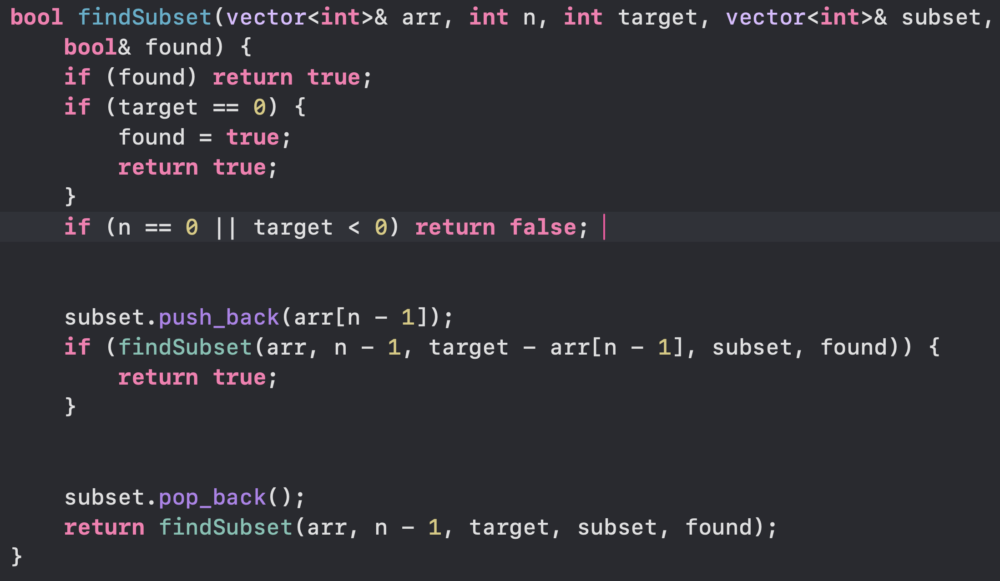 bool findSubset(vector<int>& arr, int n, int target, vector<int>& subset,
    bool& found) {
    if (found) return true;
    if (target == 0) {
        found = true;
        return true;
    }
    if (n == 0 || target < 0) return false;
    subset.push_back(arr[n - 1]);
    if (findSubset(arr, n - 1, target - arr[n - 1], subset, found)) {
        return true;
    }
    subset.pop_back();
    return findSubset(arr, n - 1, target, subset, found);
}